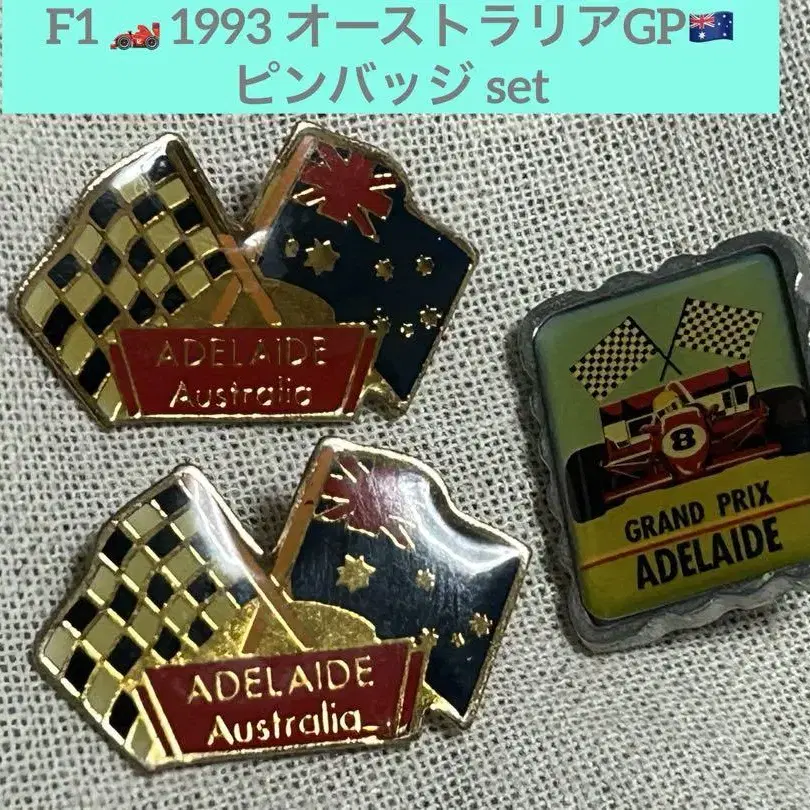 F1 🏎️ 1993 オーストラリアGP🇦🇺
ピンバッジ set
ADELAIDE
Australia
8
GRAND PRIX
ADELAIDE
ADELAIDE
Australia